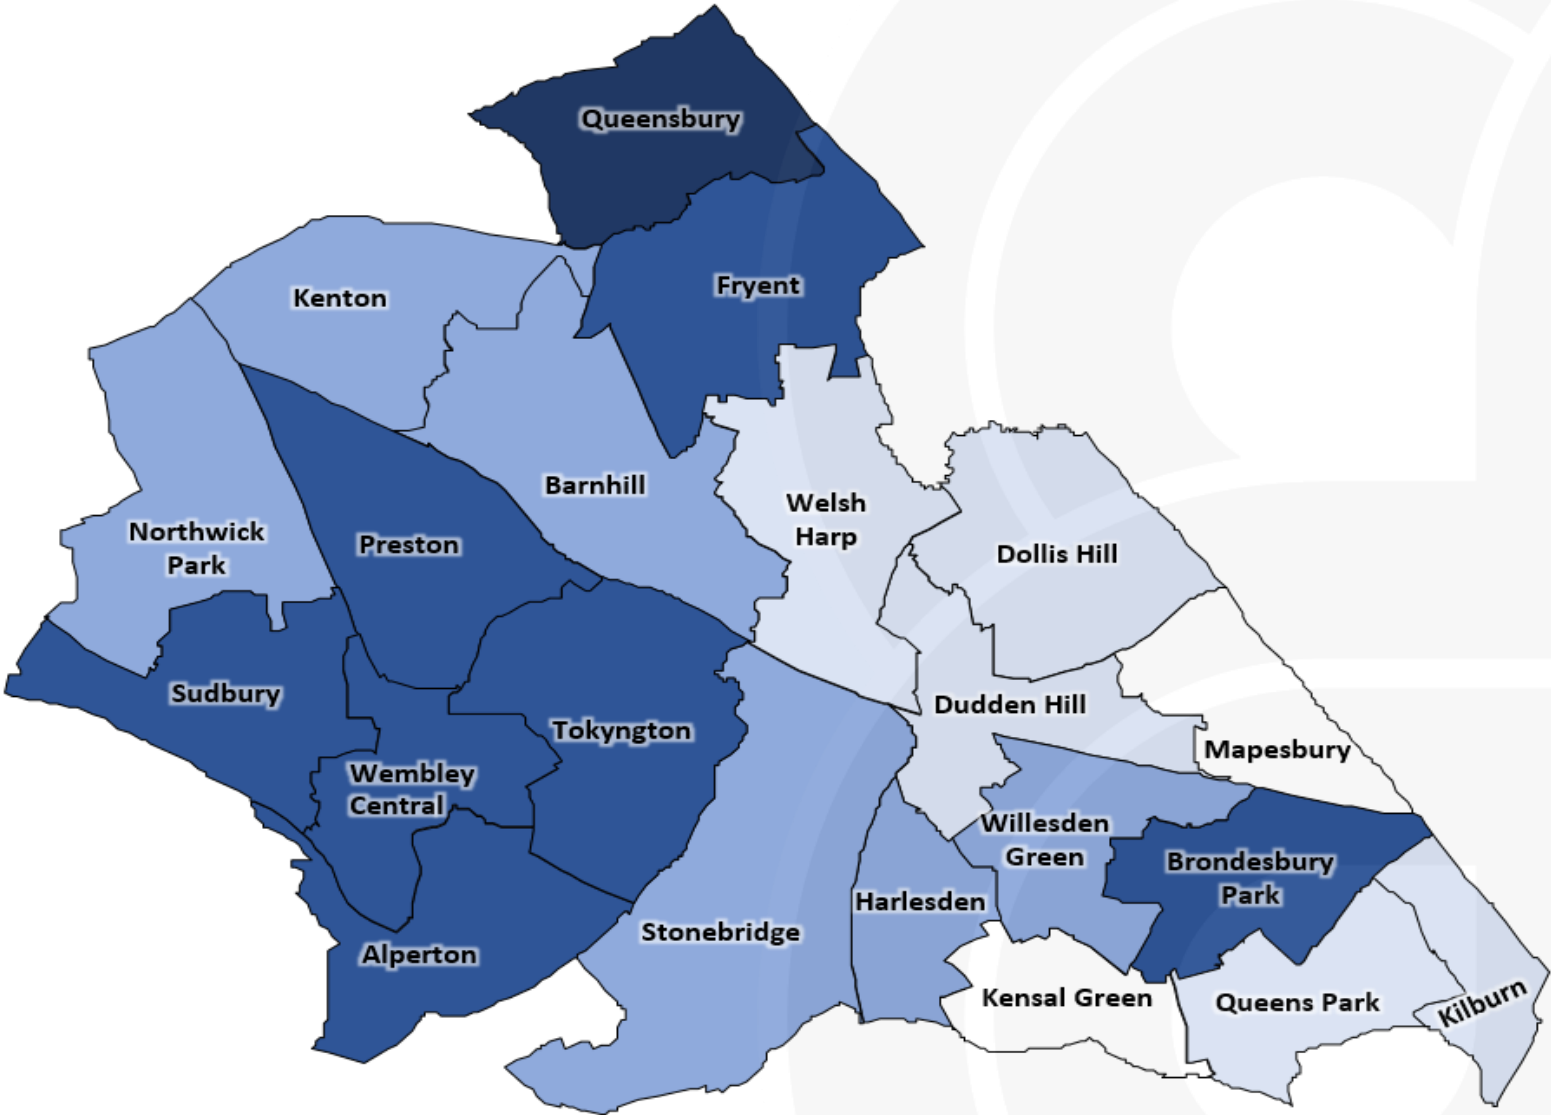 Queensbury
Fryent
Kenton
Barnhill
Welsh
Harp
Northwick
Park
Preston
Dollis Hill
Sudbury
Dudden Hill
Tokyngton
Mapesbury
Wembley
Central
Willesden
Green
Brondesbury
Park
Harlesden
Stonebridge
Alperton
Kensal Green
Queens Park
Kilburn